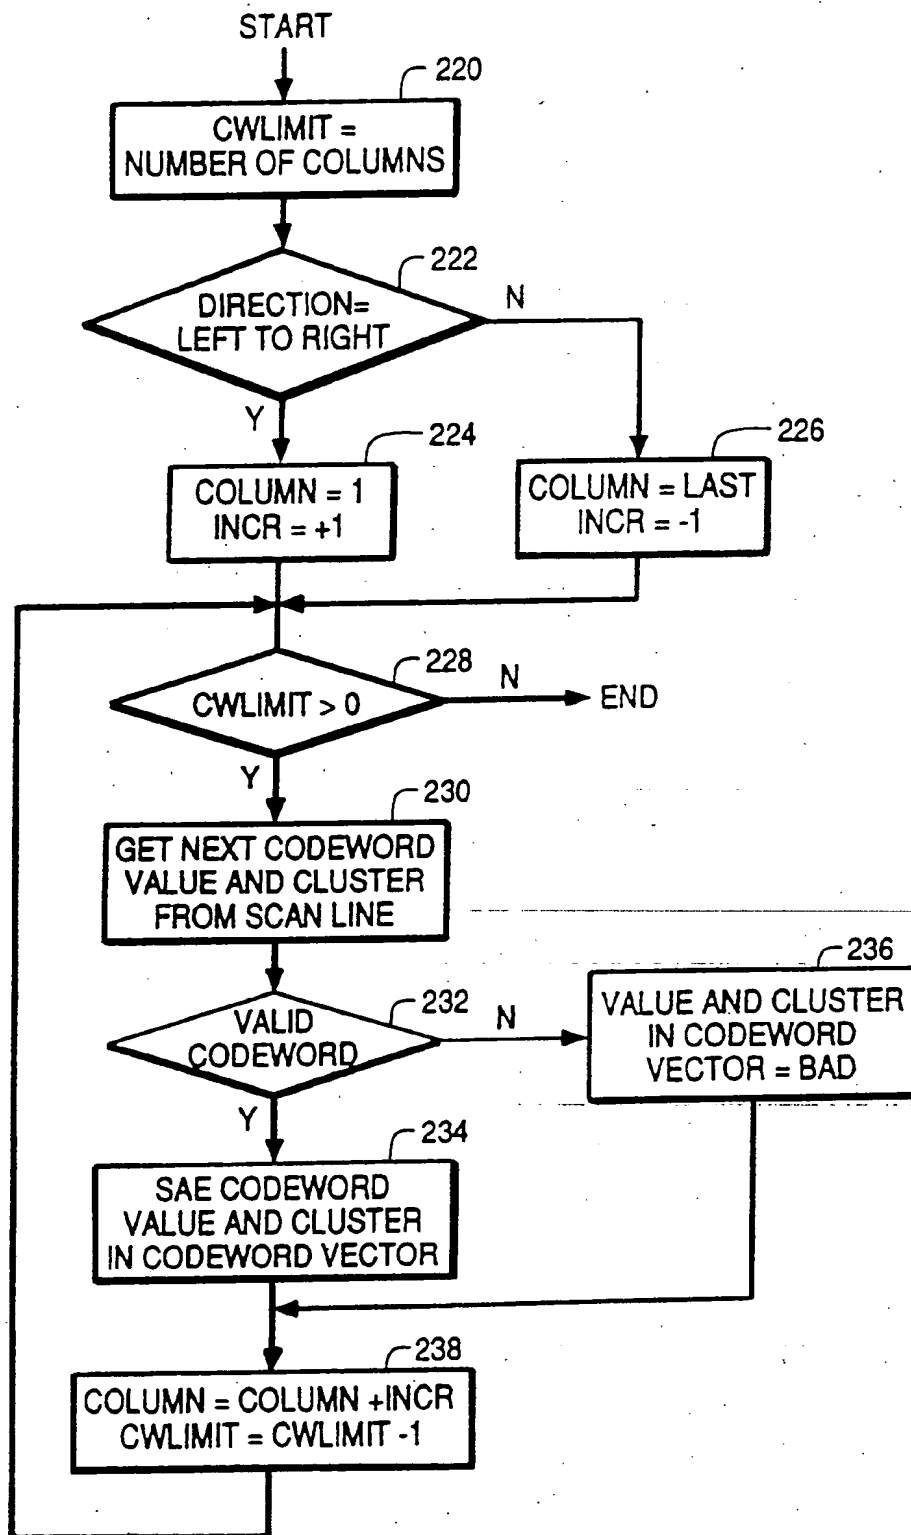 START
220
CWLIMIT =
NUMBER OF COLUMNS
222
DIRECTION=
LEFT TO RIGHT
N
Y
224
COLUMN = 1
INCR = +1
226
COLUMN = LAST
INCR = -1
228
CWLIMIT > 0
N
END
Y
230
GET NEXT CODEWORD
VALUE AND CLUSTER
FROM SCAN LINE
232
VALID
CODEWORD
N
236
VALUE AND CLUSTER
IN CODEWORD
VECTOR = BAD
Y
234
SAE CODEWORD
VALUE AND CLUSTER
IN CODEWORD VECTOR
238
COLUMN = COLUMN +INCR
CWLIMIT = CWLIMIT -1